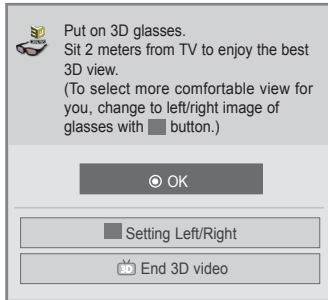 Put on 3D glasses.
Sit 2 meters from TV to enjoy the best
3D view.
(To select more comfortable view for
you, change to left/right image of
glasses with button.)
OK
Setting Left/Right
3D End 3D video